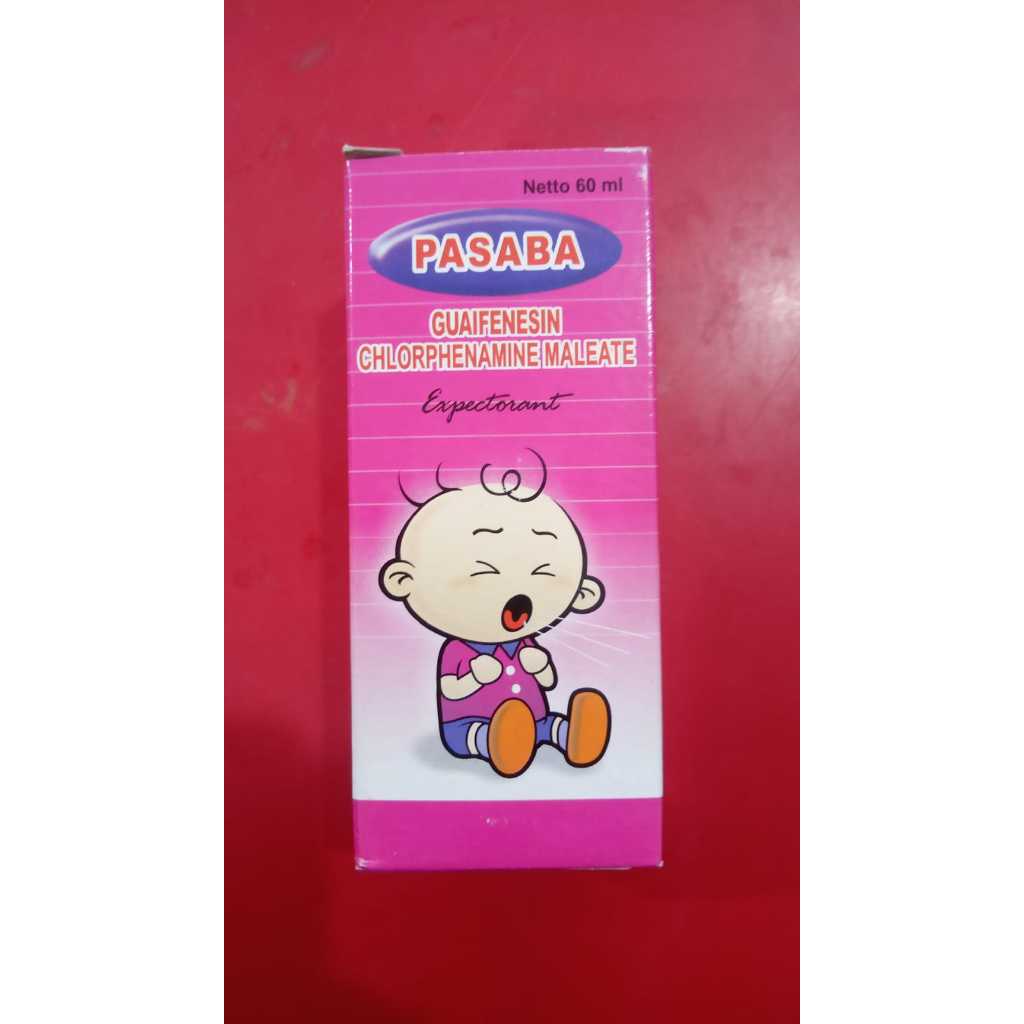 Netto 60 ml
PASABA
GUAIFENESIN
CHLORPHENAMINE MALEATE
Expectorant